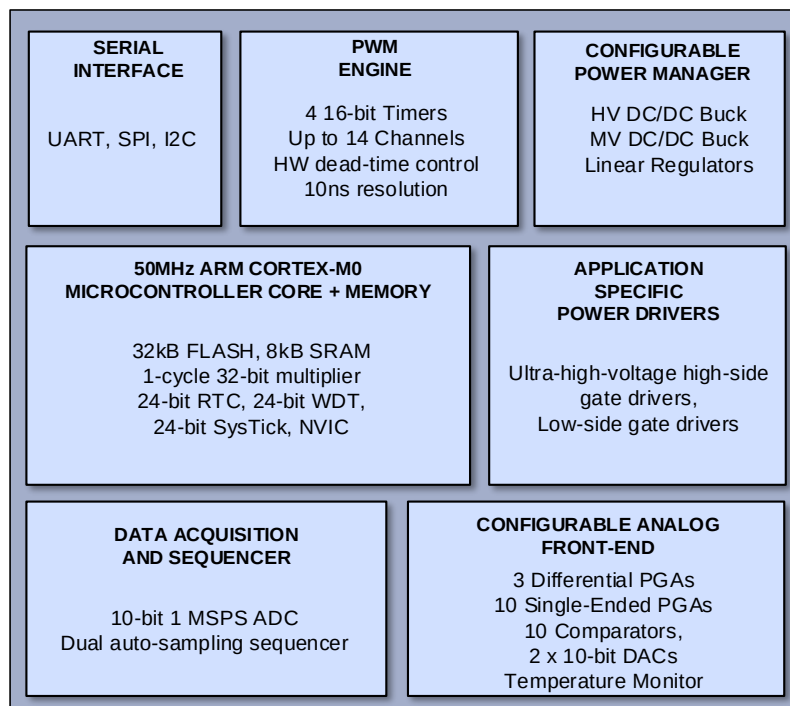 SERIAL
INTERFACE
UART, SPI, I2C
PWM
ENGINE
4 16-bit Timers
Up to 14 Channels
HW dead-time control
10ns resolution
CONFIGURABLE
POWER MANAGER
HV DC/DC Buck
MV DC/DC Buck
Linear Regulators
50MHz ARM CORTEX-M0
MICROCONTROLLER CORE + MEMORY
32kB FLASH, 8kB SRAM
1-cycle 32-bit multiplier
24-bit RTC, 24-bit WDT,
24-bit SysTick, NVIC
APPLICATION
SPECIFIC
POWER DRIVERS
Ultra-high-voltage high-side
gate drivers,
Low-side gate drivers
DATA ACQUISITION
AND SEQUENCER
10-bit 1 MSPS ADC
Dual auto-sampling sequencer
CONFIGURABLE ANALOG
FRONT-END
3 Differential PGAs
10 Single-Ended PGAs
10 Comparators,
2 x 10-bit DACs
Temperature Monitor